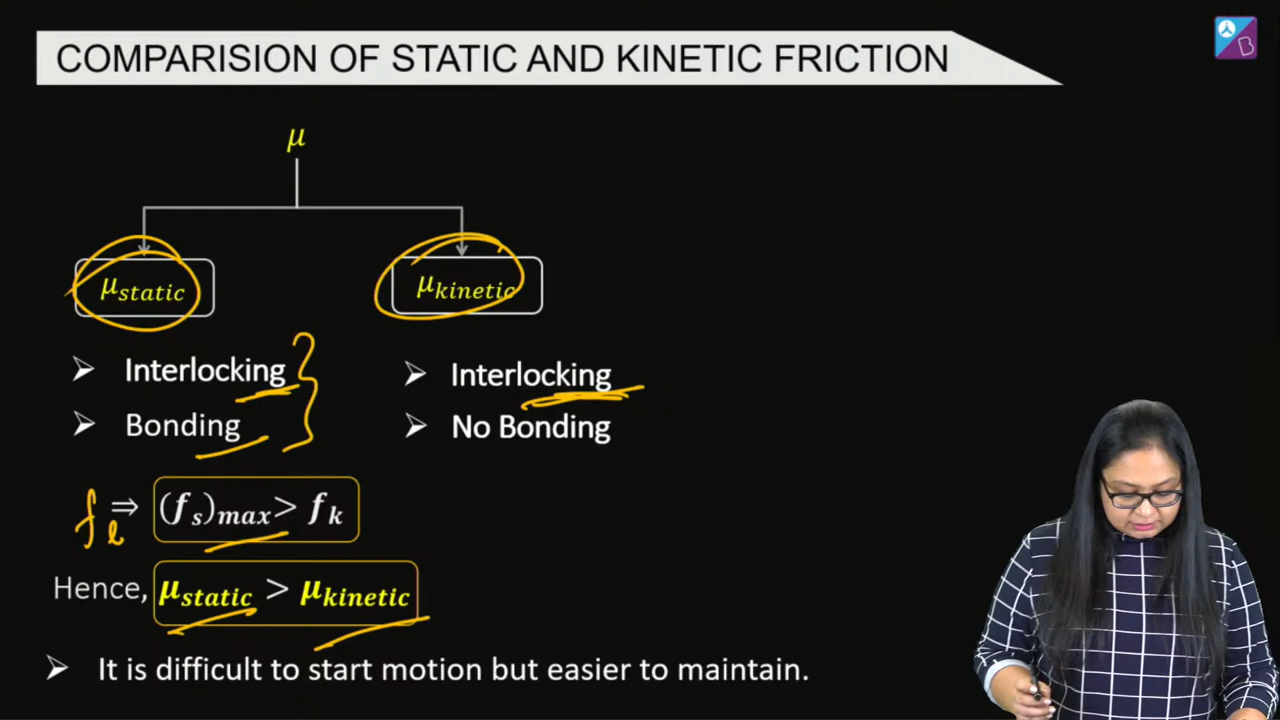 COMPARISION OF STATIC AND KINETIC FRICTION
B
μ
μstatic
μkinetic
➢ Interlocking
➢ Bonding
➢ Interlocking
➢ No Bonding
fl ⇒ (fs)max > fk
Hence, μstatic > μkinetic
➢ It is difficult to start motion but easier to maintain.